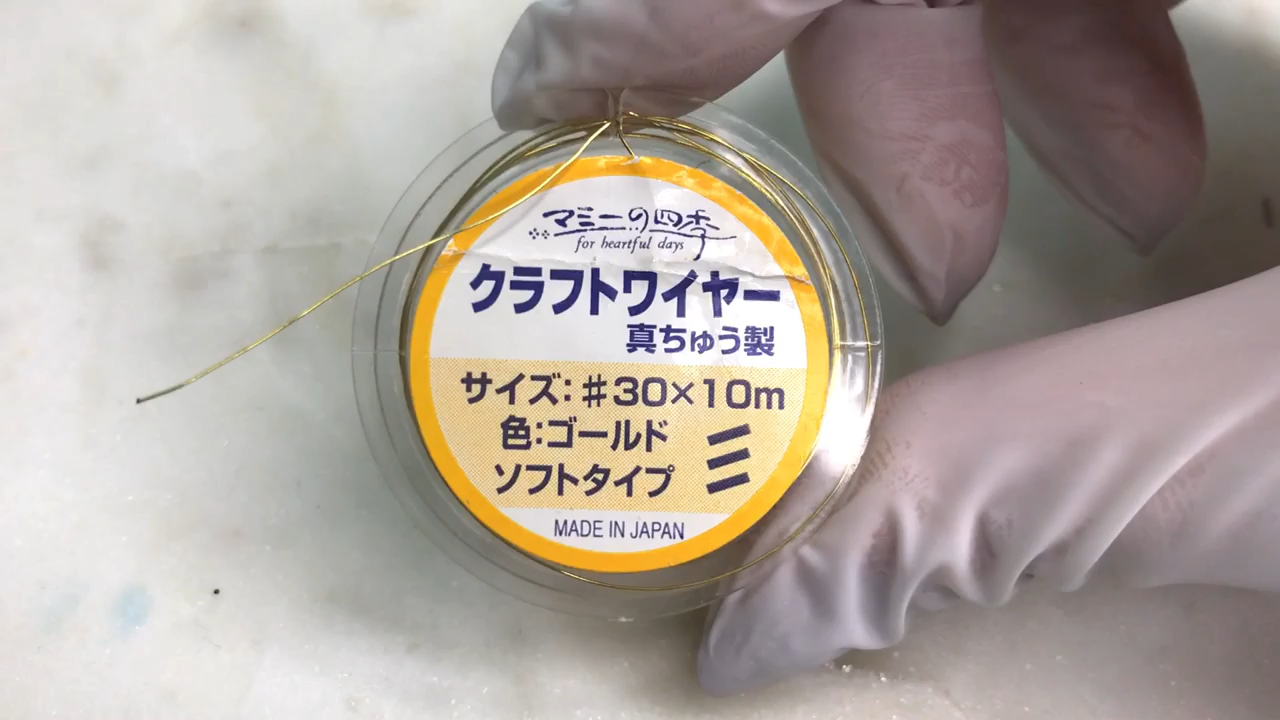 マミーの四季
for heartful days
クラフトワイヤー
真ちゅう製
サイズ:♯30×10m
色:ゴールド
ソフトタイプ
MADE IN JAPAN